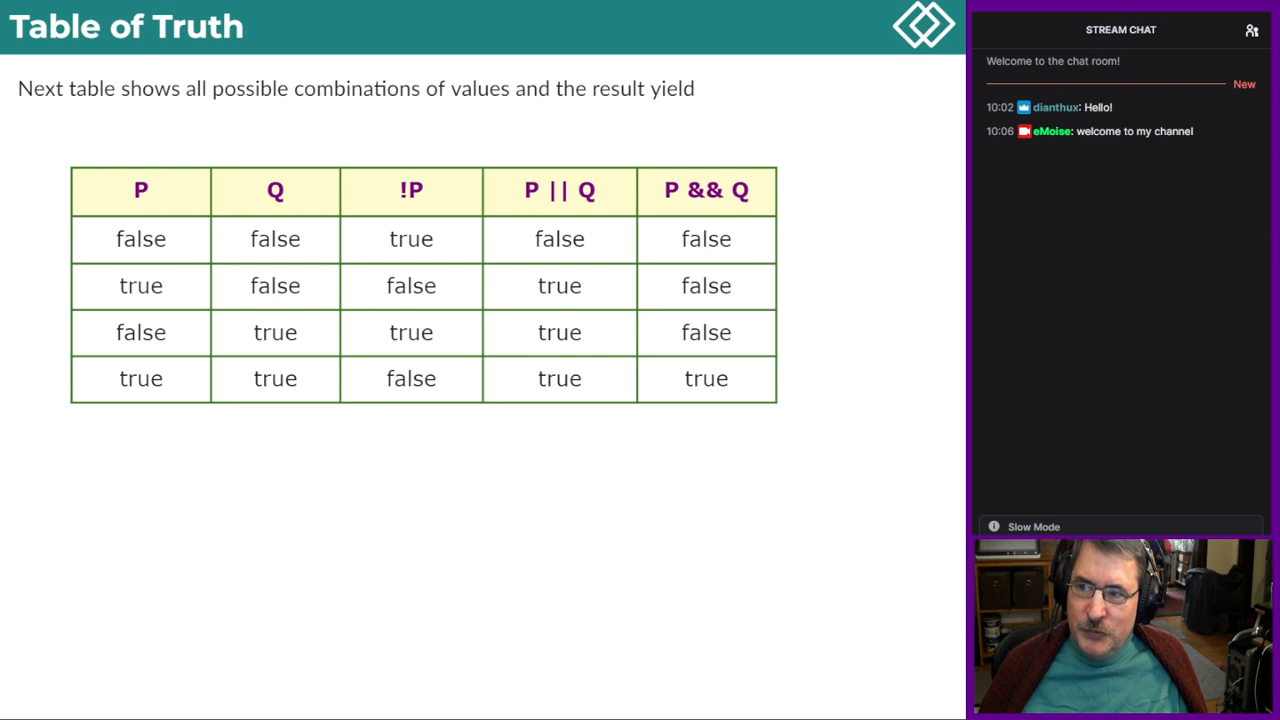 Table of Truth
Next table shows all possible combinations of values and the result yield
P Q !P P || Q P && Q
false false true false false
true false false true false
false true true true false
true true false true true
STREAM CHAT
Welcome to the chat room!
New
10:02 dianthux: Hello!
10:06 eMoise: welcome to my channel
Slow Mode